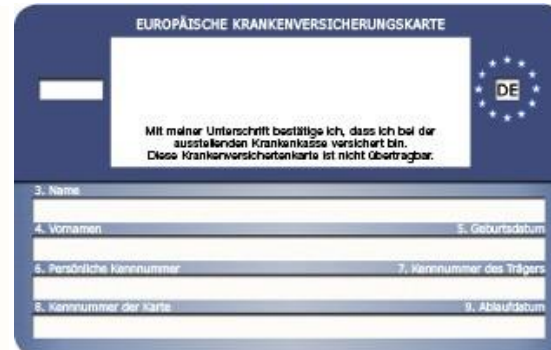 EUROPÄISCHE KRANKENVERSICHERUNGSKARTE
DE
Mit meiner Unterschrift bestätige ich, dass ich bei der
ausstellenden Krankenkasse versichert bin.
Diese Krankenversichertenkarte ist nicht übertragbar.
3. Name
4. Vornamen 5. Geburtsdatum
6. Persönliche Kennnummer 7. Kennnummer des Trägers
8. Kennnummer der Karte 9. Ablaufdatum